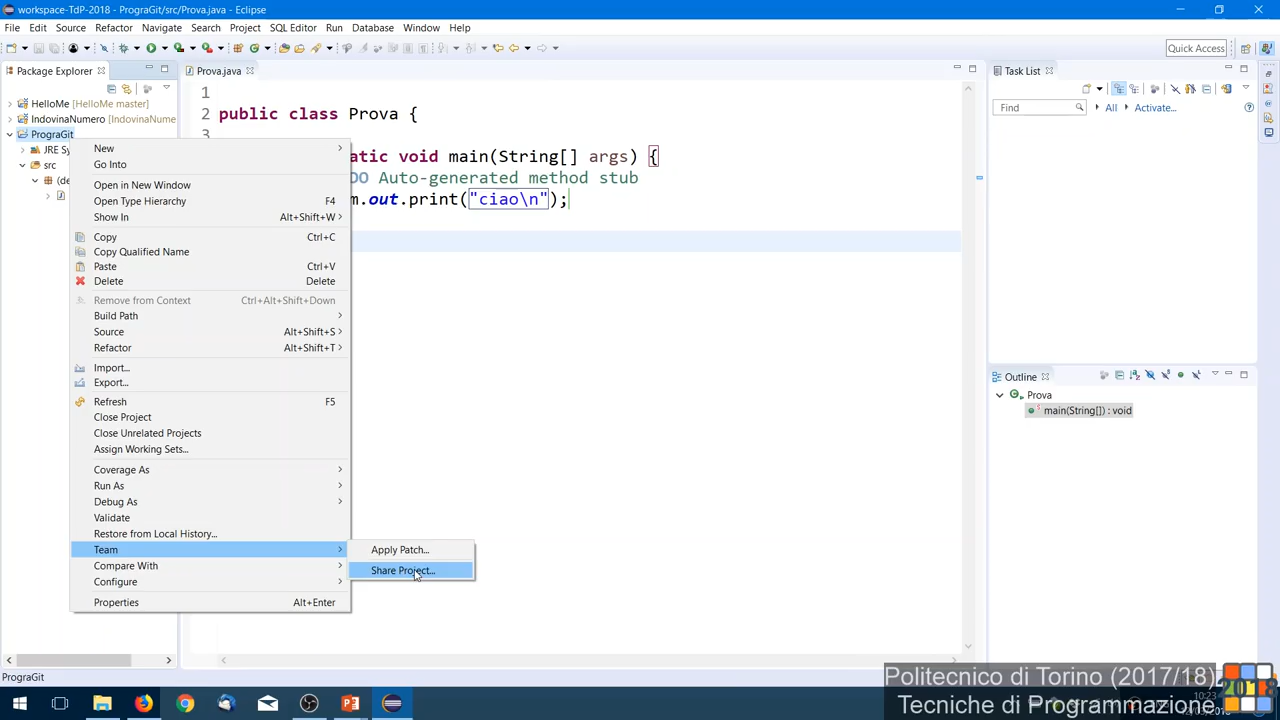 workspace-TdP-2018 - PrograGit/src/Prova.java - Eclipse
File Edit Source Refactor Navigate Search Project SQL Editor Run Database Window Help
Quick Access
Package Explorer
HelloMe [HelloMe master]
IndovinaNumero [IndovinaNume
PrograGit
JRE Sy
src
(de
J
Prova.java
1
2 public class Prova {
3
atic void main(String[] args) {
DO Auto-generated method stub
m.out.print("ciao\n");
New
Go Into
Open in New Window
Open Type Hierarchy F4
Show In Alt+Shift+W
Copy Ctrl+C
Copy Qualified Name
Paste Ctrl+V
Delete Delete
Remove from Context Ctrl+Alt+Shift+Down
Build Path
Source Alt+Shift+S
Refactor Alt+Shift+T
Import...
Export...
Refresh F5
Close Project
Close Unrelated Projects
Assign Working Sets...
Coverage As
Run As
Debug As
Validate
Restore from Local History...
Team
Compare With
Configure
Properties Alt+Enter
Apply Patch...
Share Project...
Task List
Find
All
Activate...
Outline
Prova
main(String[]) : void
PrograGit
Politecnico di Torino (2017/18)
Tecniche di Programmazione
10:23
2018